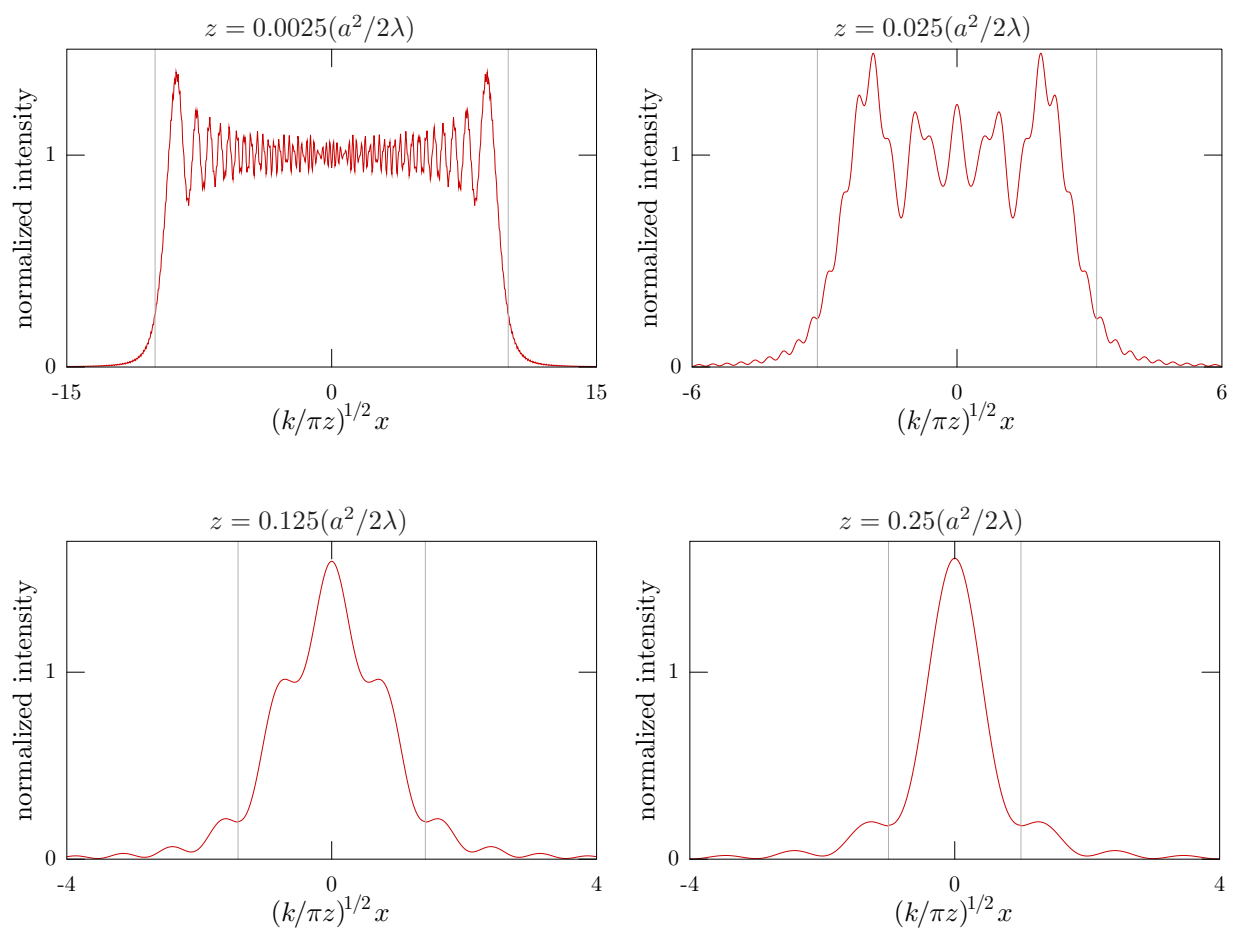 z = 0.0025(a²/2λ)
normalized intensity
1
0
-15
0
15
(k/πz)^{1/2} x
z = 0.025(a²/2λ)
normalized intensity
1
0
-6
0
6
(k/πz)^{1/2} x
z = 0.125(a²/2λ)
normalized intensity
1
0
-4
0
4
(k/πz)^{1/2} x
z = 0.25(a²/2λ)
normalized intensity
1
0
-4
0
4
(k/πz)^{1/2} x